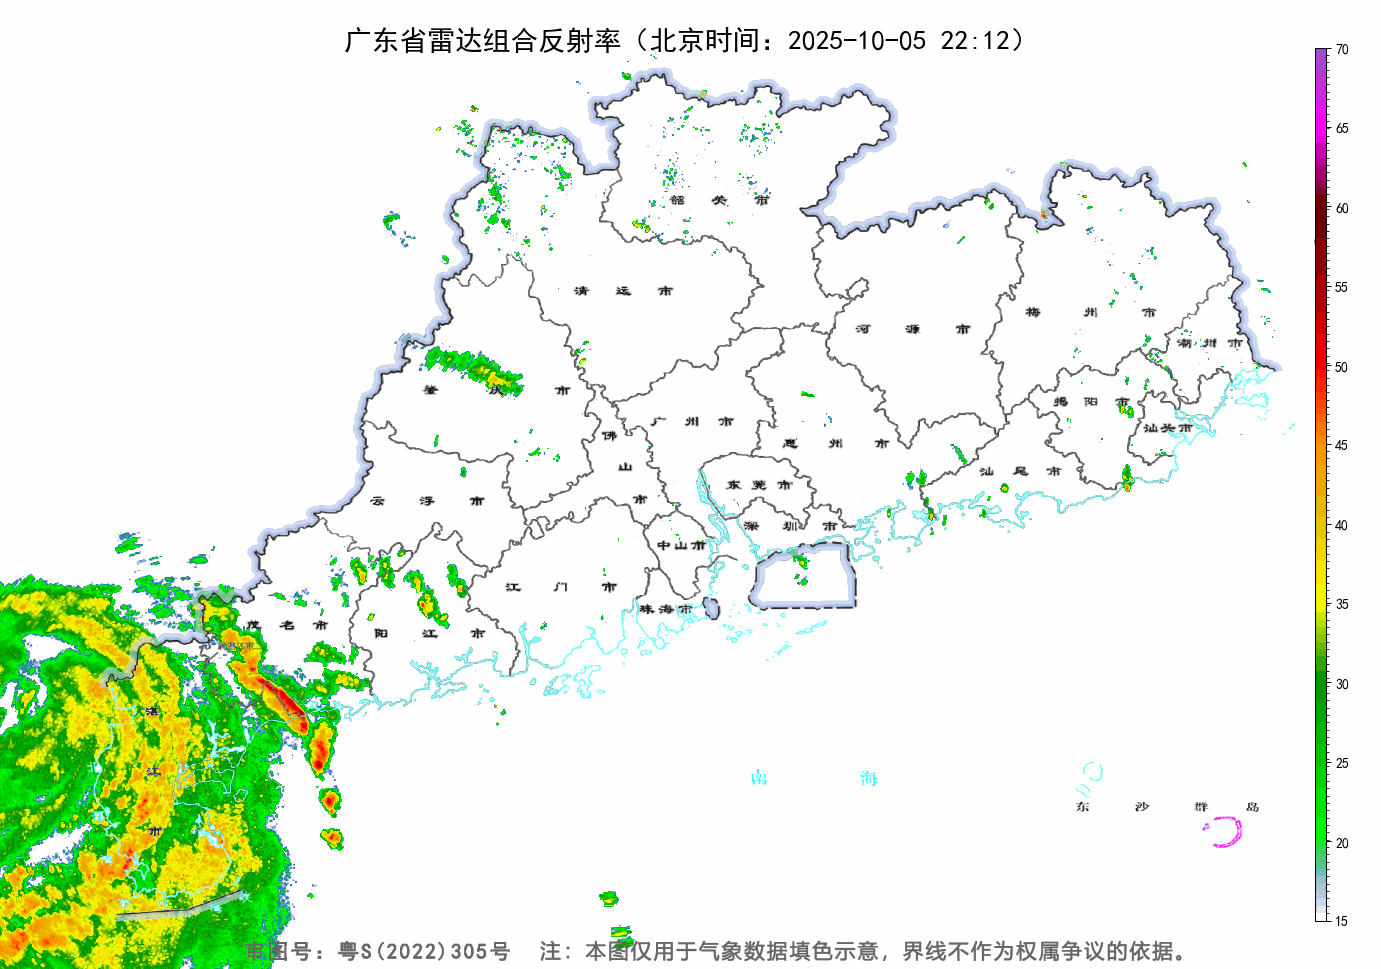 广东省雷达组合反射率（北京时间：2025-10-05 22:12）
70
65
60
55
50
45
40
35
30
25
20
15
韶关市
清远市
河源市
梅州市
潮州市
肇庆市
广州市
惠州市
揭阳市
汕头市
佛山市
东莞市
汕尾市
云浮市
深圳市
中山市
江门市
珠海市
茂名市
阳江市
湛江市
南海
东沙群岛
审图号：粤S(2022)305号 注：本图仅用于气象数据填色示意，界线不作为权属争议的依据。